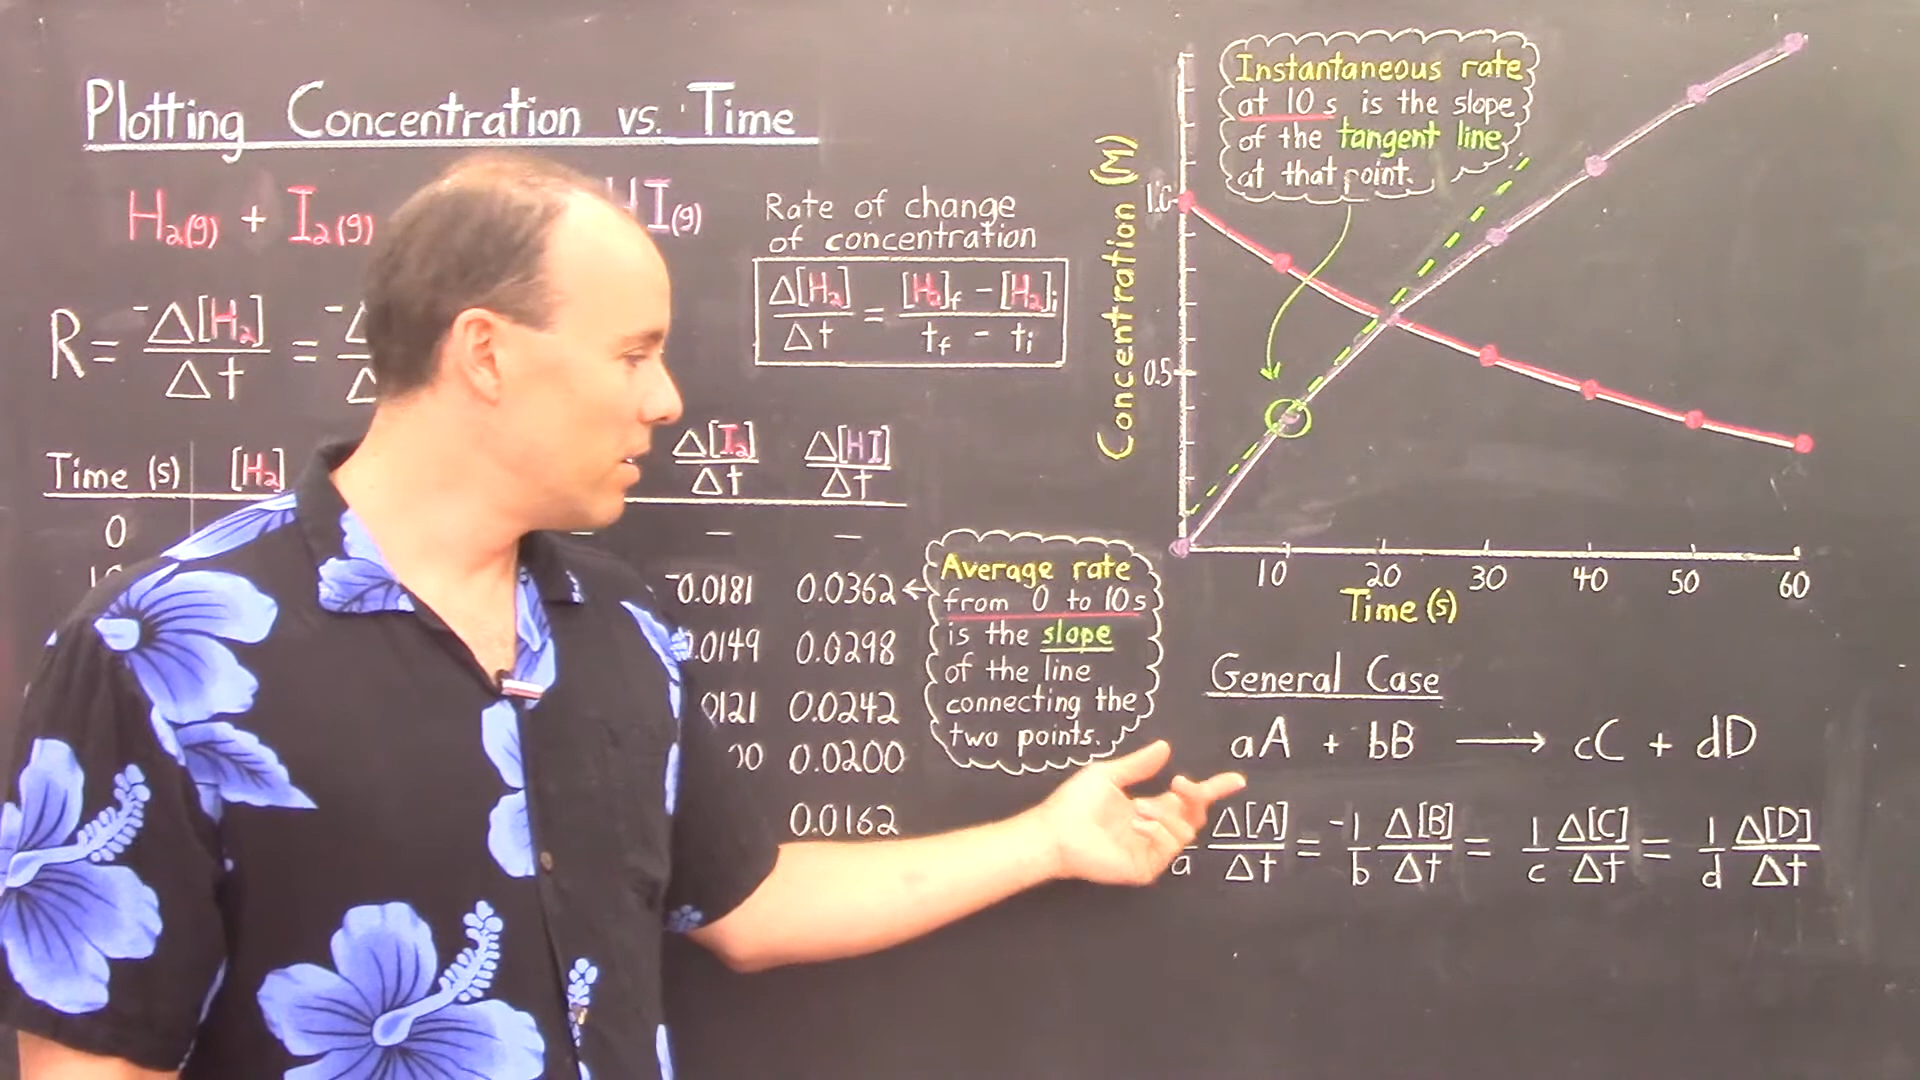 Plotting Concentration vs. Time
H₂(g) + I₂(g) HI(g)
R = -Δ[H₂]/Δt = -Δ/Δ
Rate of change
of concentration
Δ[H₂]/Δt = [H₂]f - [H₂]i / tf - ti
Time (s) [H₂] Δ[I₂]/Δt Δ[HI]/Δt
0 — — —
-0.0181 0.0362
0.0149 0.0298
0121 0.0242
00 0.0200
0.0162
Average rate
from 0 to 10 s
is the slope
of the line
connecting the
two points.
Instantaneous rate
at 10 s is the slope
of the tangent line
at that point.
Concentration (M)
1.0
0.5
10 20 30 40 50 60
Time (s)
General Case
aA + bB ⟶ cC + dD
a Δ[A]/Δt = -1/b Δ[B]/Δt = 1/c Δ[C]/Δt = 1/d Δ[D]/Δt